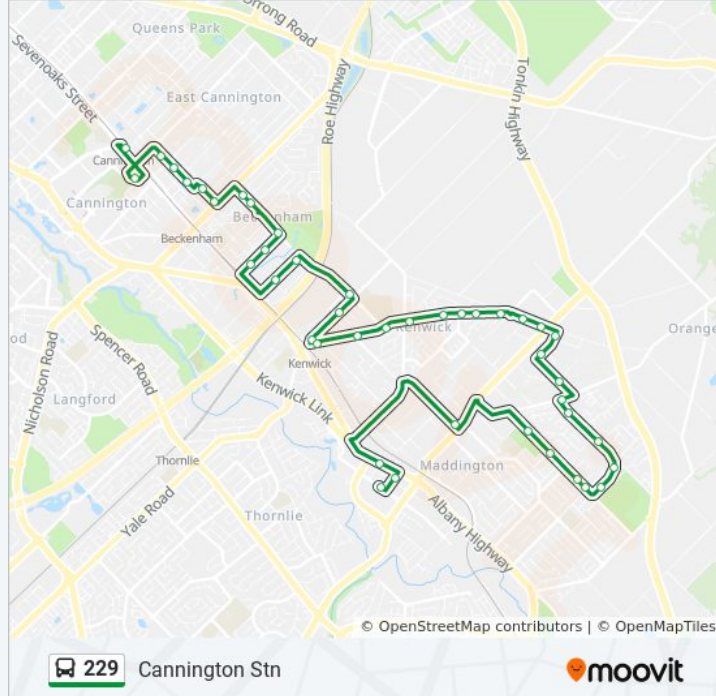 Orrong Road
Queens Park
Sevenoaks Street
Tonkin Highway
East Cannington
Roe Highway
Cannington
Beckenham
Beckenham
Kenwick
Orange
Nicholson Road
Spencer Road
Kenwick
Langford
Kenwick Link
Thornlie
Maddington
Yale Road
Thornlie
Albany Highway
© OpenStreetMap contributors | © OpenMapTiles
229 Cannington Stn
moovit